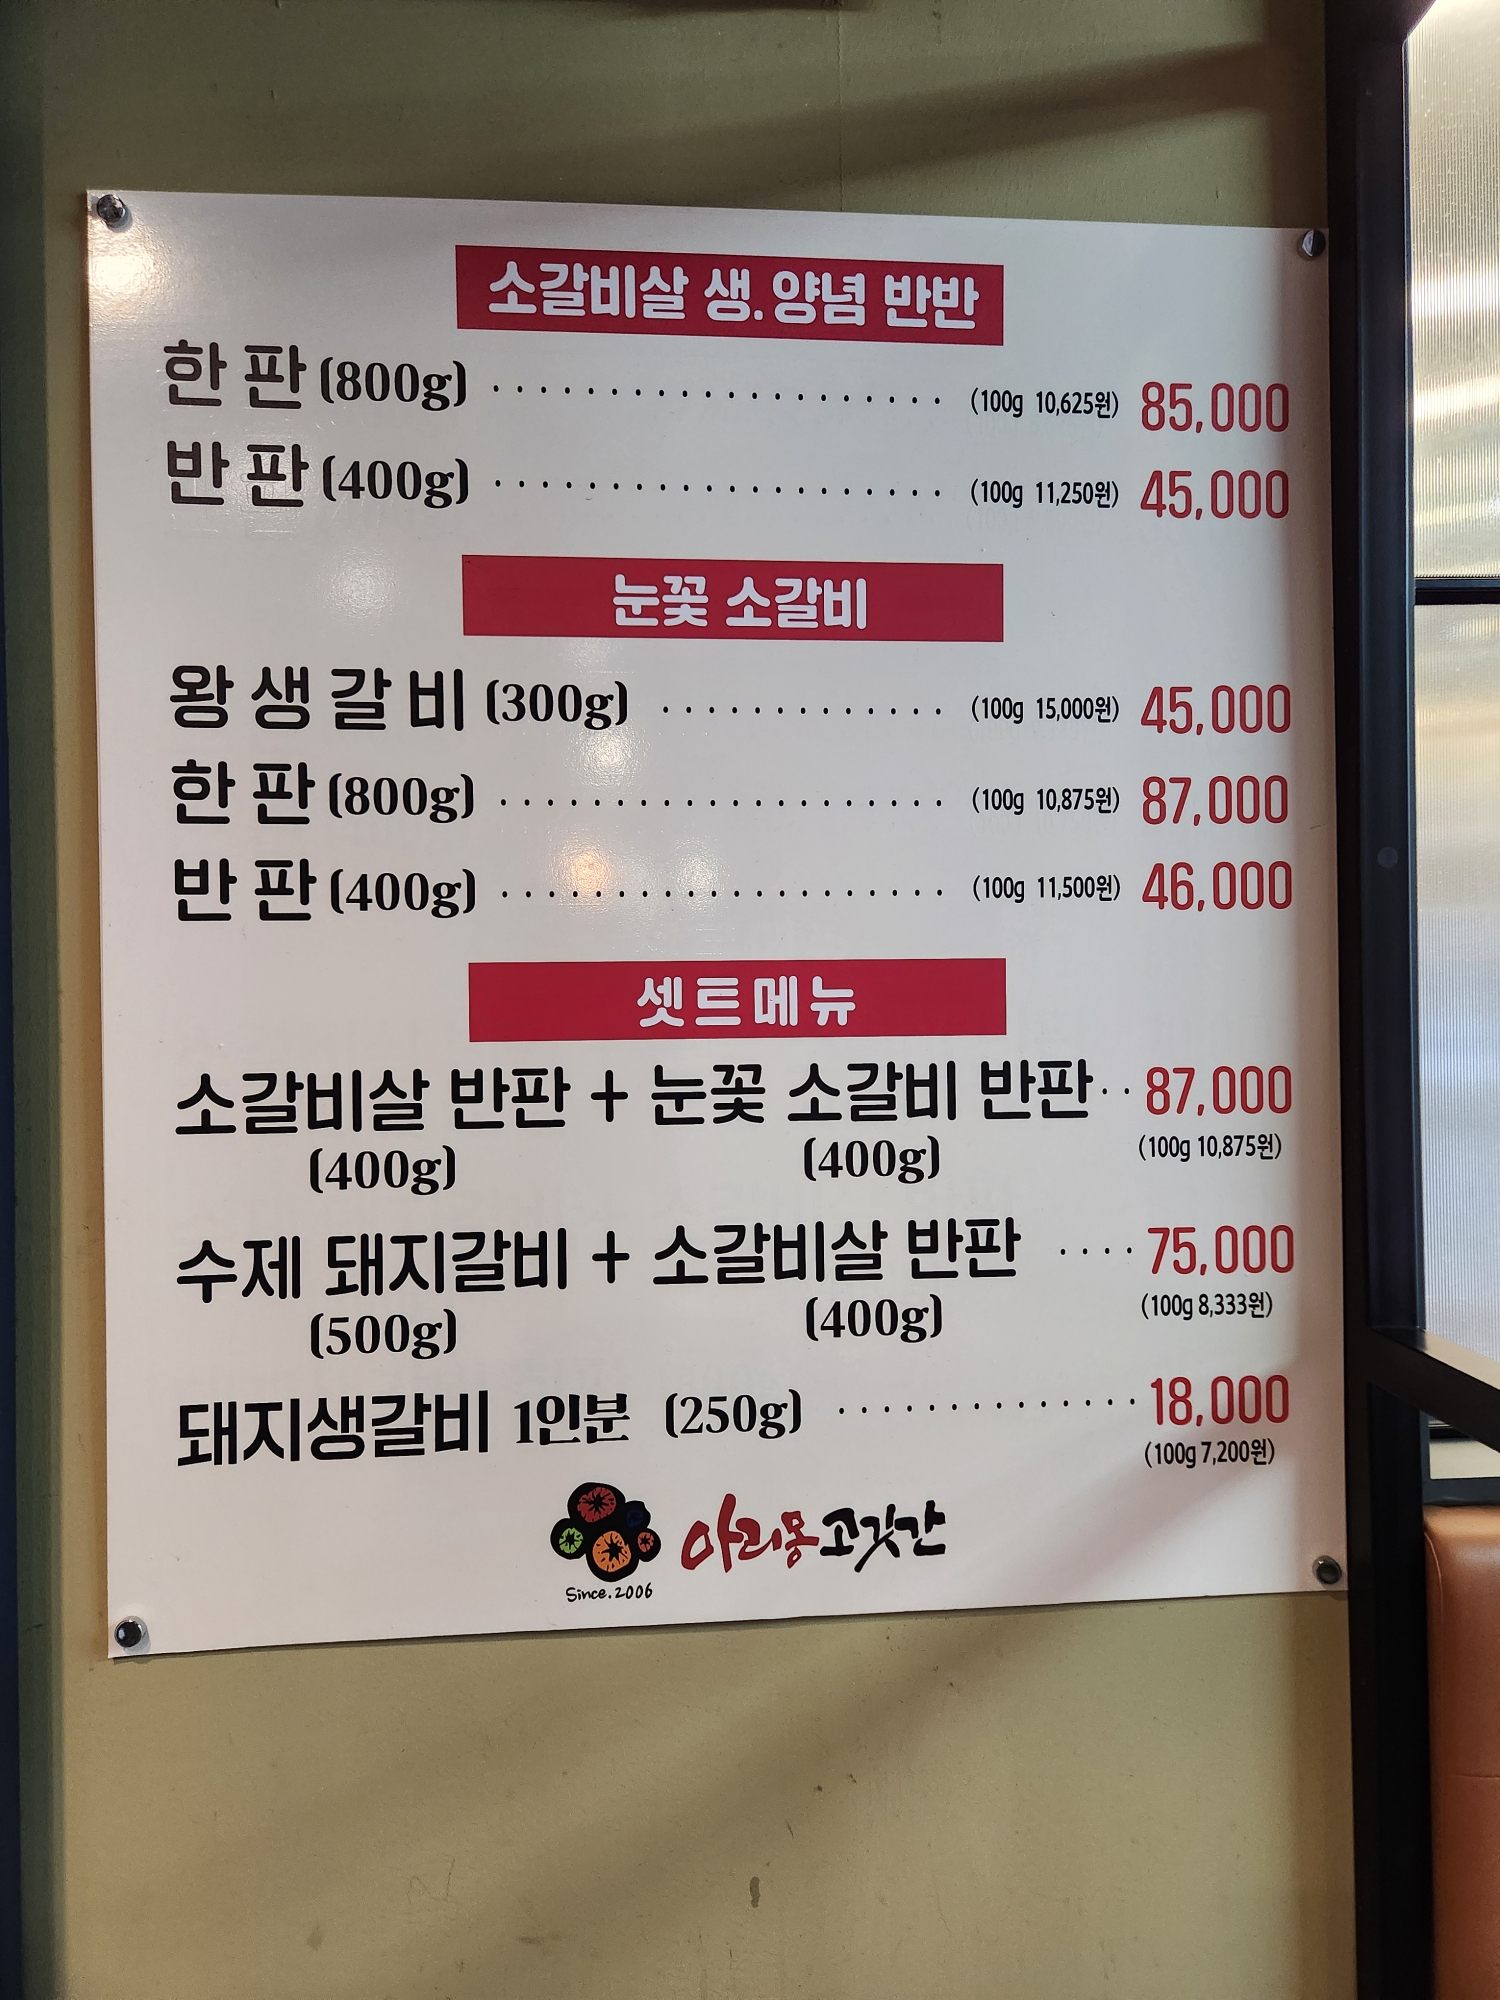 소갈비살 생.양념 반반
한 판 (800g) (100g 10,625원) 85,000
반 판 (400g) (100g 11,250원) 45,000
눈꽃 소갈비
왕 생 갈 비 (300g) (100g 15,000원) 45,000
한 판 (800g) (100g 10,875원) 87,000
반 판 (400g) (100g 11,500원) 46,000
셋트메뉴
소갈비살 반판 + 눈꽃 소갈비 반판 87,000
(400g) (400g) (100g 10,875원)
수제 돼지갈비 + 소갈비살 반판 75,000
(500g) (400g) (100g 8,333원)
돼지생갈비 1인분 (250g) 18,000
(100g 7,200원)
아리몽고깃간
Since.2006